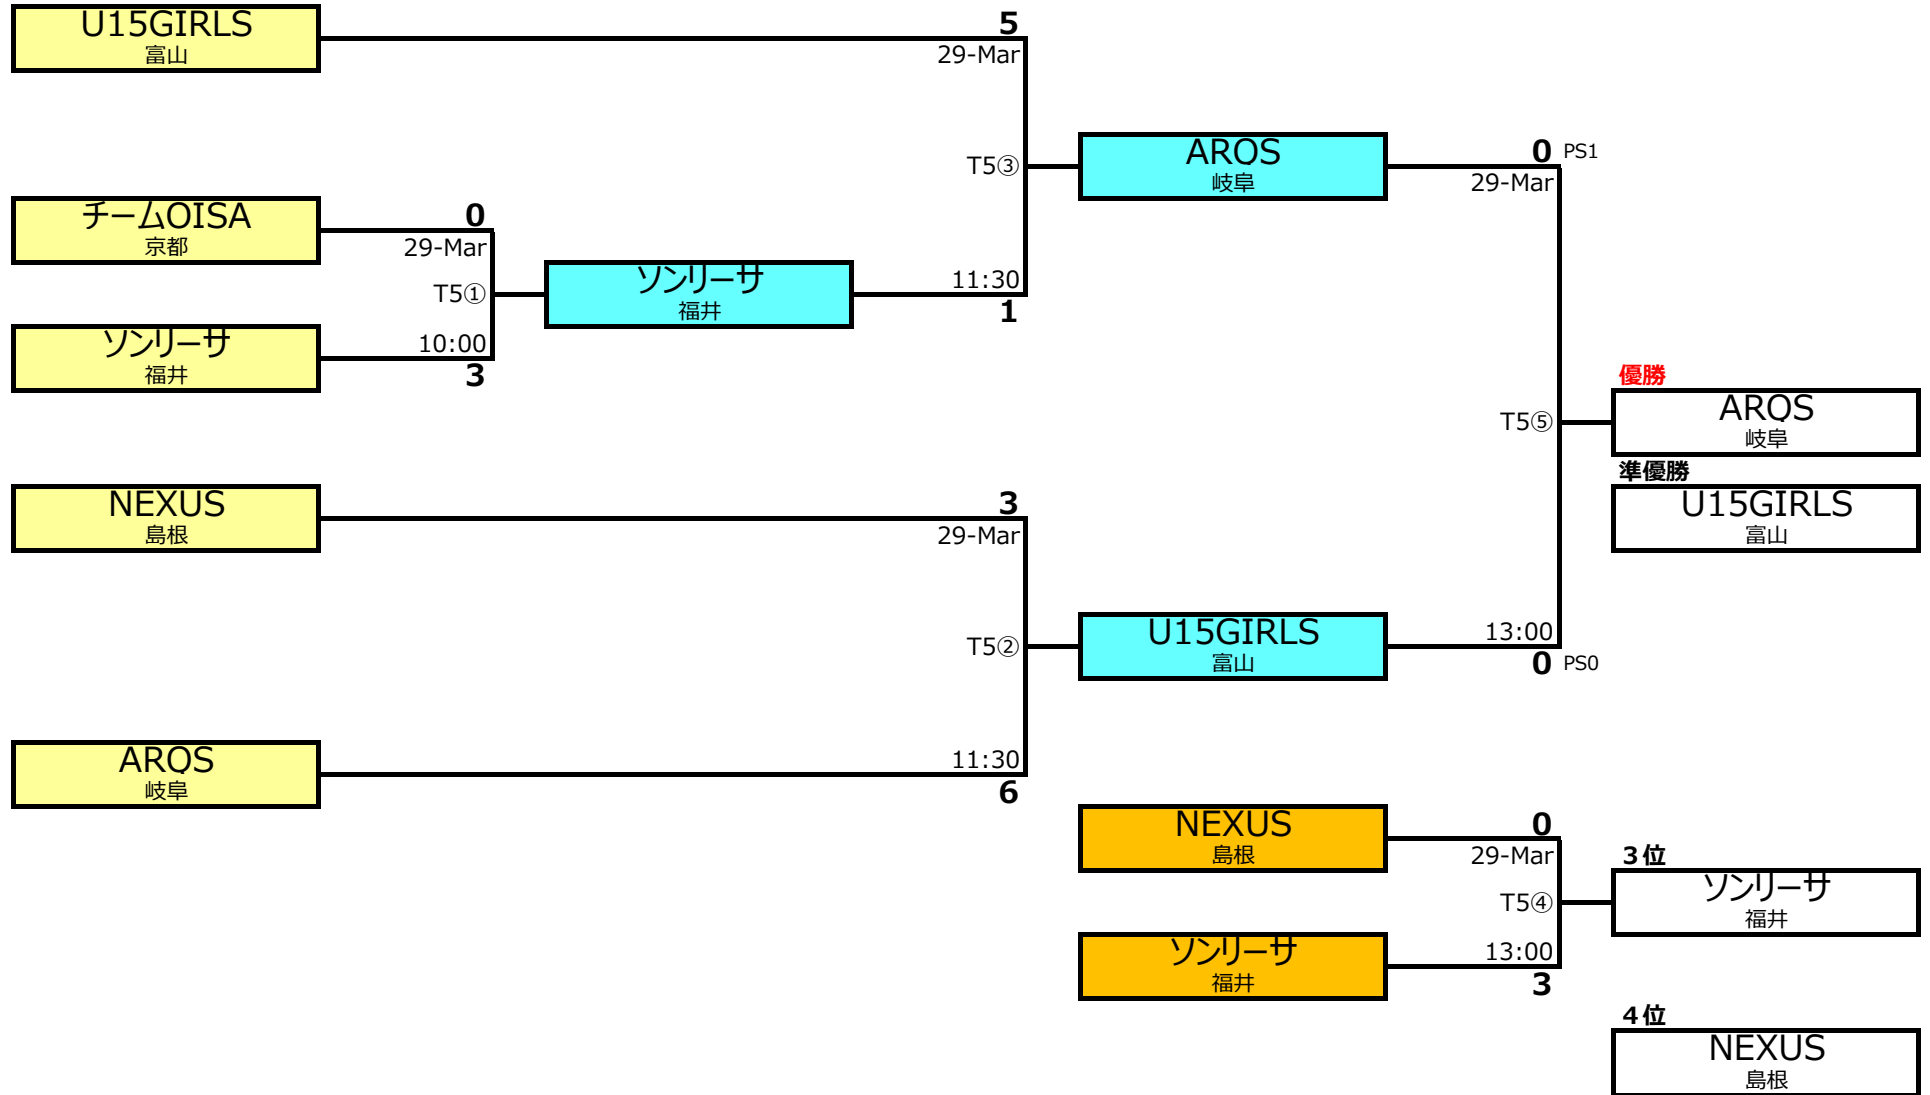 U15GIRLS
富山
5
29-Mar
T5③
ARQS
岐阜
0 PS1
29-Mar
チームOISA
京都
0
29-Mar
T5①
ソンリーサ
福井
11:30
1
ソンリーサ
福井
10:00
3
優勝
ARQS
岐阜
T5⑤
準優勝
U15GIRLS
富山
NEXUS
島根
3
29-Mar
T5②
U15GIRLS
富山
13:00
0 PS0
ARQS
岐阜
11:30
6
NEXUS
島根
0
29-Mar
T5④
3位
ソンリーサ
福井
ソンリーサ
福井
13:00
3
4位
NEXUS
島根